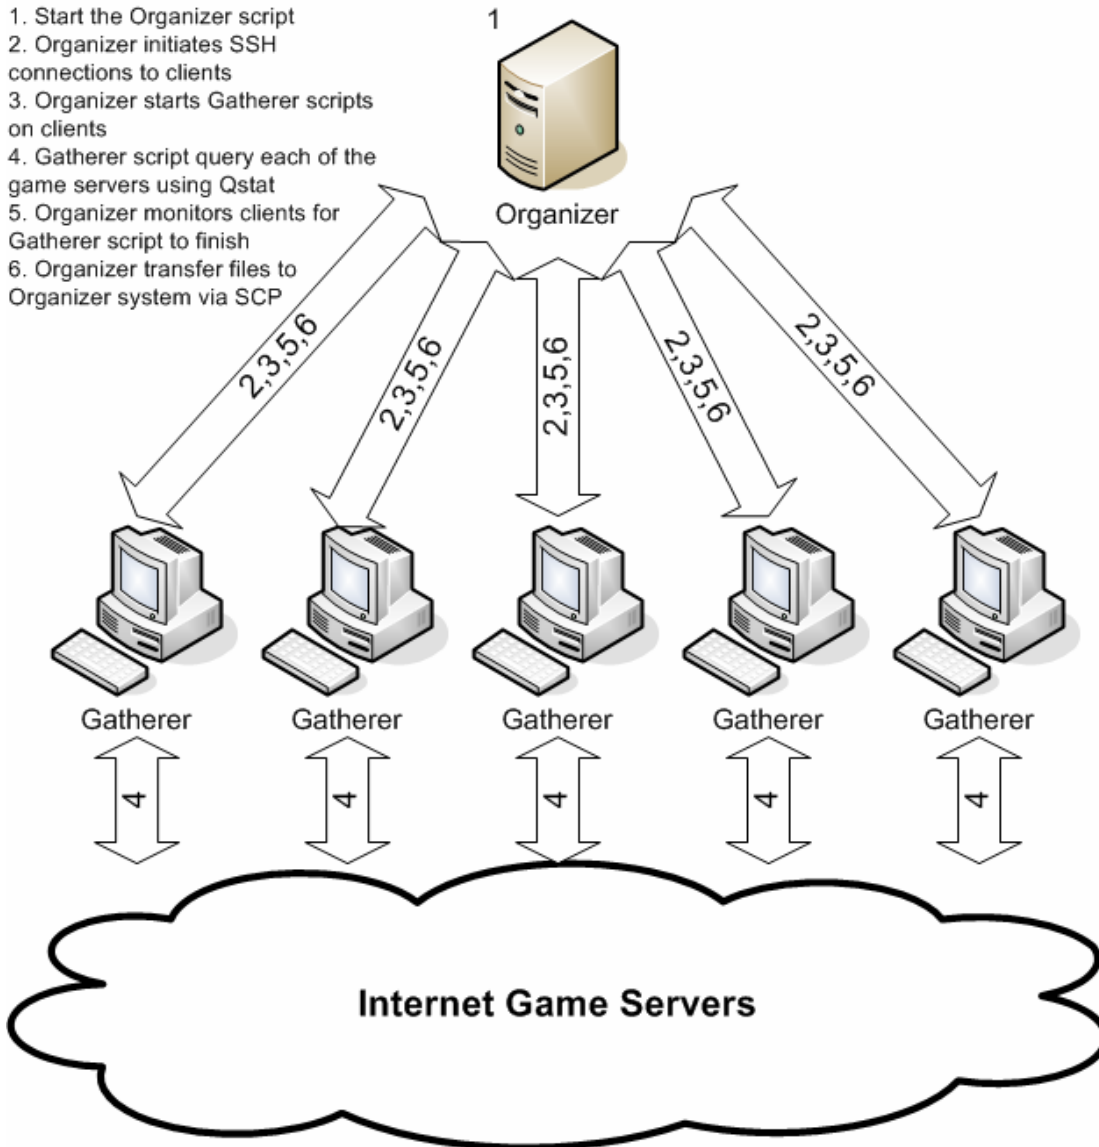 1. Start the Organizer script
2. Organizer initiates SSH
connections to clients
3. Organizer starts Gatherer scripts
on clients
4. Gatherer script query each of the
game servers using Qstat
5. Organizer monitors clients for
Gatherer script to finish
6. Organizer transfer files to
Organizer system via SCP
1
Organizer
2,3,5,6
2,3,5,6
2,3,5,6
2,3,5,6
2,3,5,6
Gatherer
Gatherer
Gatherer
Gatherer
Gatherer
4
4
4
4
4
Internet Game Servers